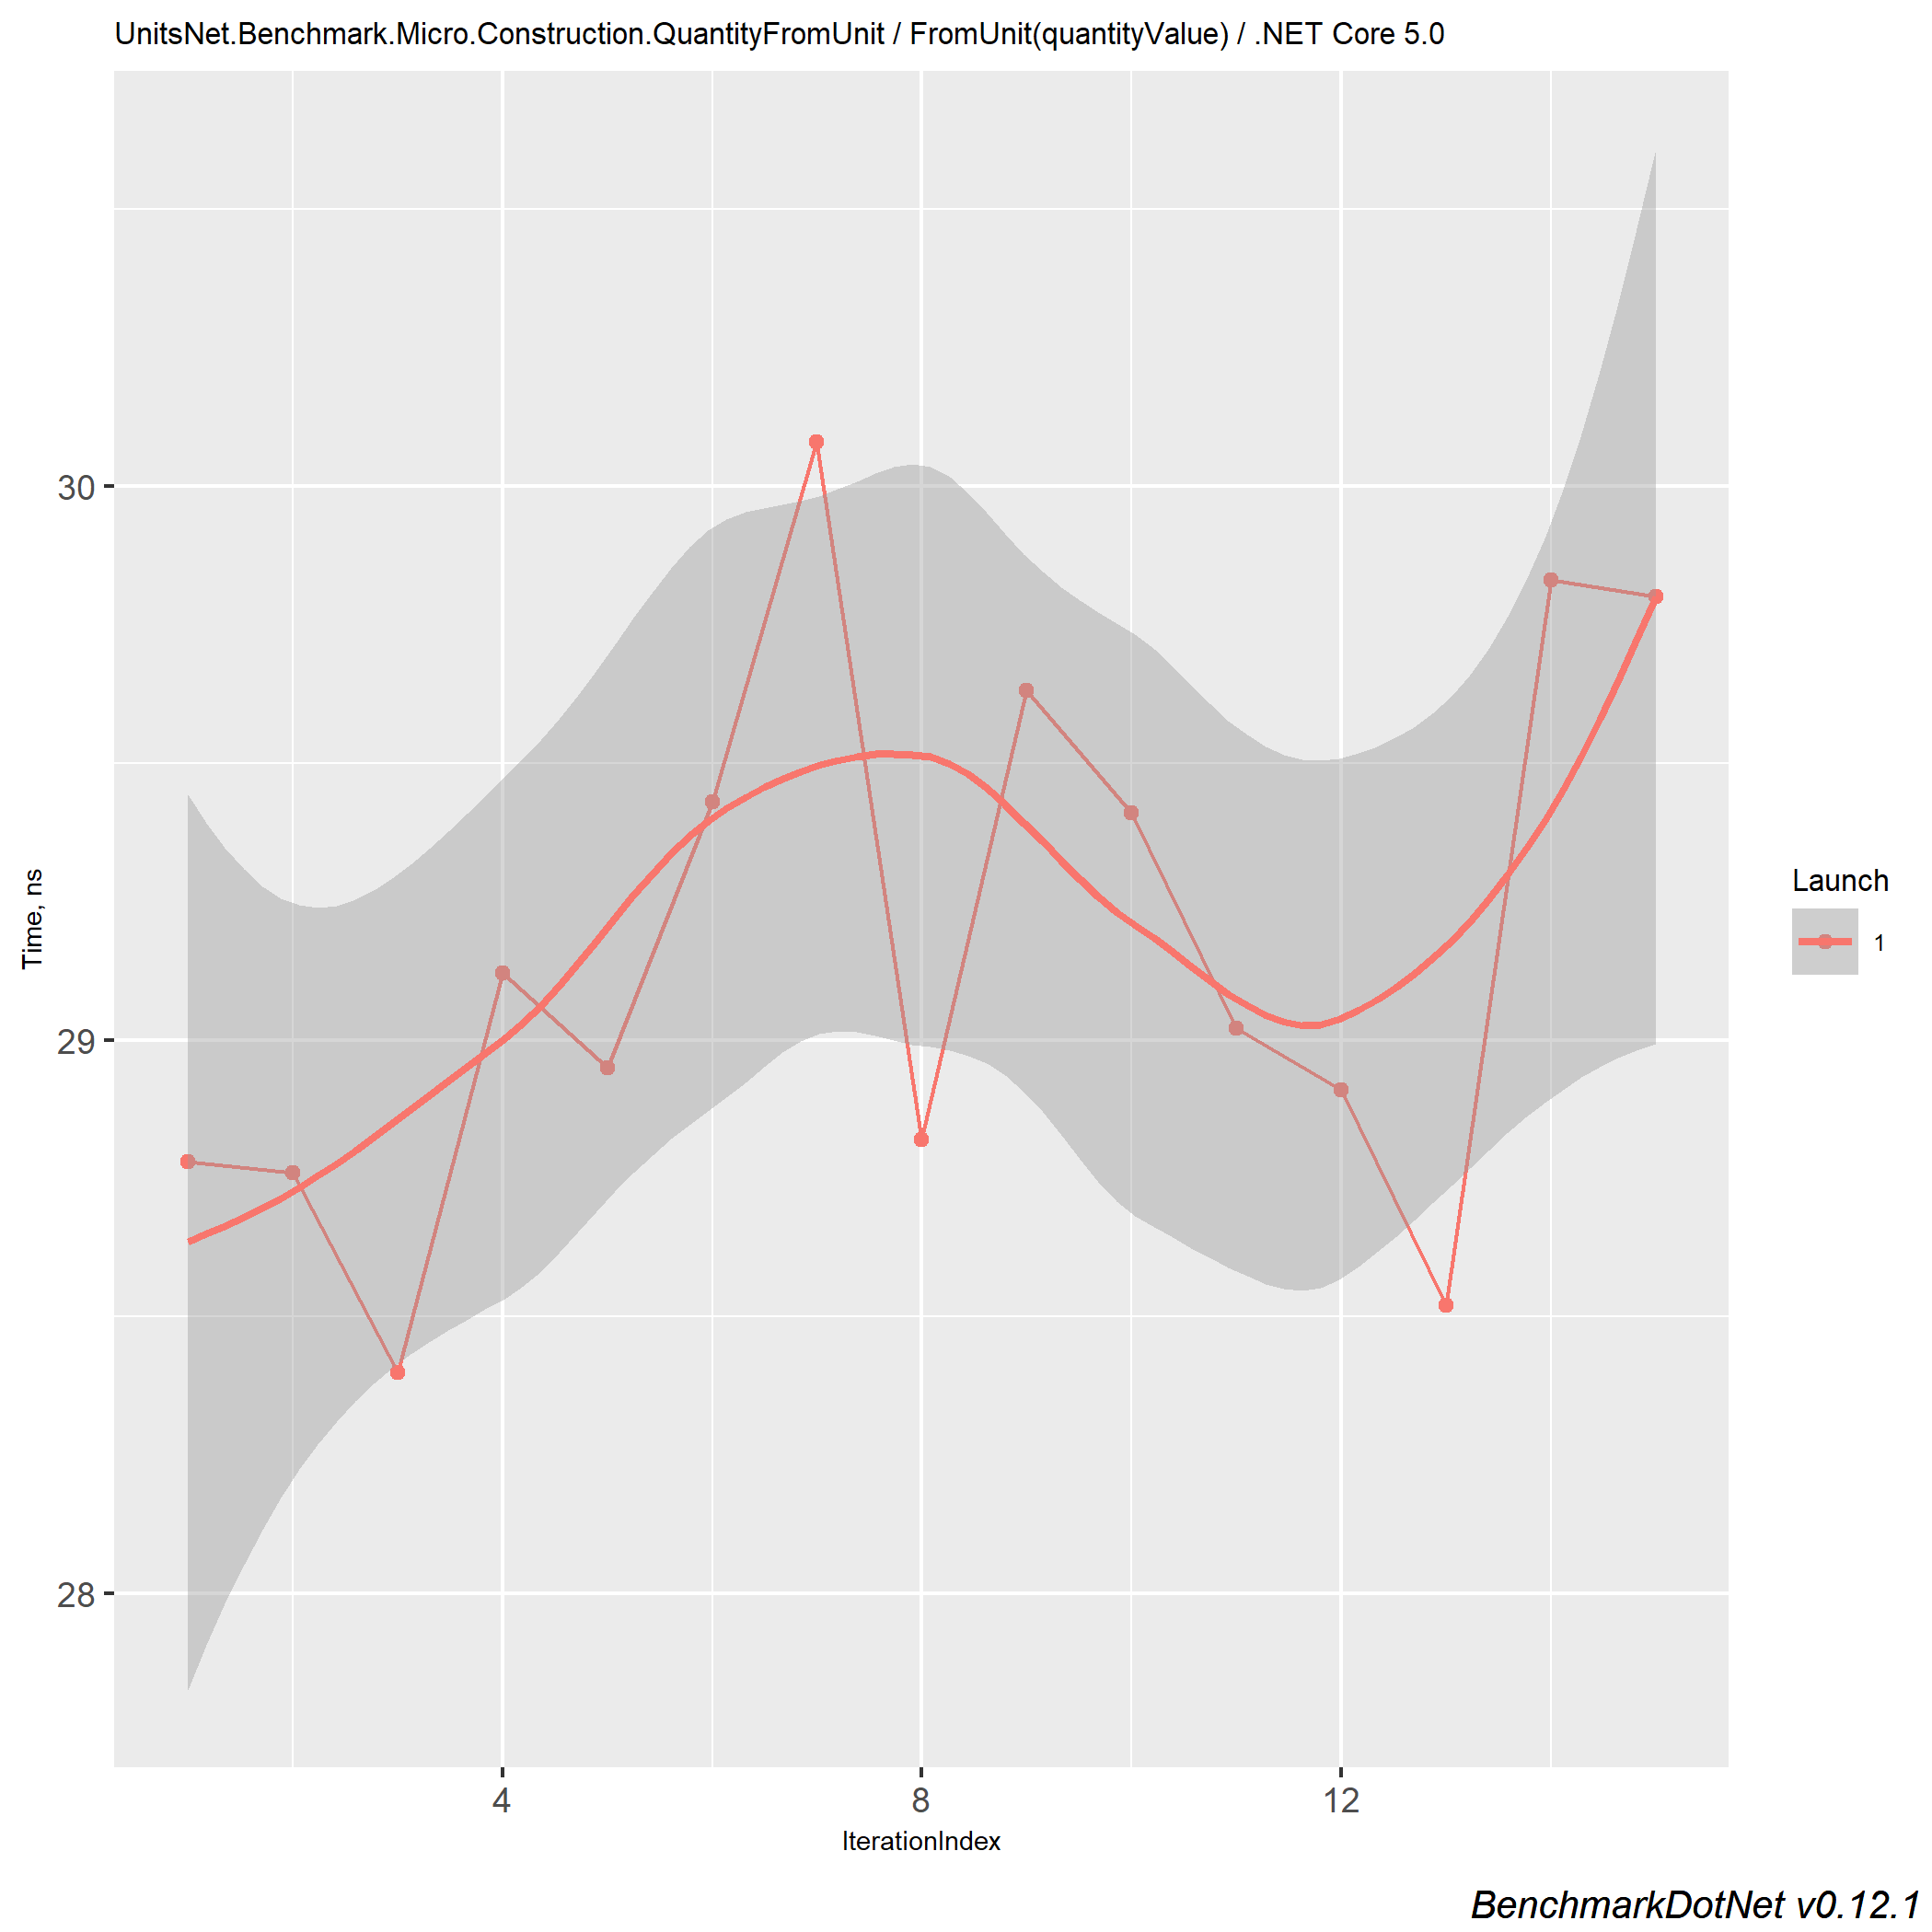 UnitsNet.Benchmark.Micro.Construction.QuantityFromUnit / FromUnit(quantityValue) / .NET Core 5.0
30
29
28
Time, ns
4 8 12
IterationIndex
Launch
1
BenchmarkDotNet v0.12.1